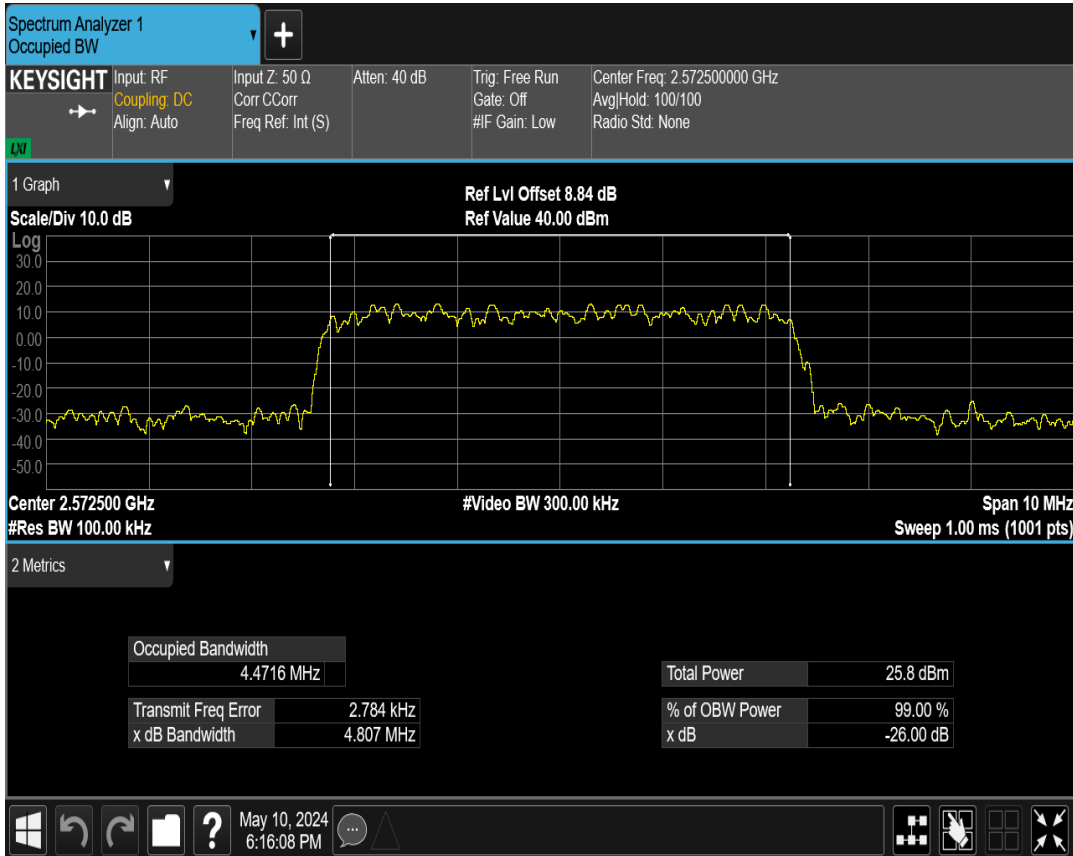 Spectrum Analyzer 1
Occupied BW
KEYSIGHT
LXI
Input: RF
Coupling: DC
Align: Auto
Input Z: 50 Ω
Corr CCorr
Freq Ref: Int (S)
Atten: 40 dB
Trig: Free Run
Gate: Off
#IF Gain: Low
Center Freq: 2.572500000 GHz
Avg|Hold: 100/100
Radio Std: None
1 Graph
Scale/Div 10.0 dB
Ref Lvl Offset 8.84 dB
Ref Value 40.00 dBm
Log
30.0
20.0
10.0
0.00
-10.0
-20.0
-30.0
-40.0
-50.0
Center 2.572500 GHz
#Video BW 300.00 kHz
Span 10 MHz
#Res BW 100.00 kHz
Sweep 1.00 ms (1001 pts)
2 Metrics
Occupied Bandwidth
4.4716 MHz
Transmit Freq Error 2.784 kHz
x dB Bandwidth 4.807 MHz
Total Power 25.8 dBm
% of OBW Power 99.00 %
x dB -26.00 dB
?
May 10, 2024
6:16:08 PM